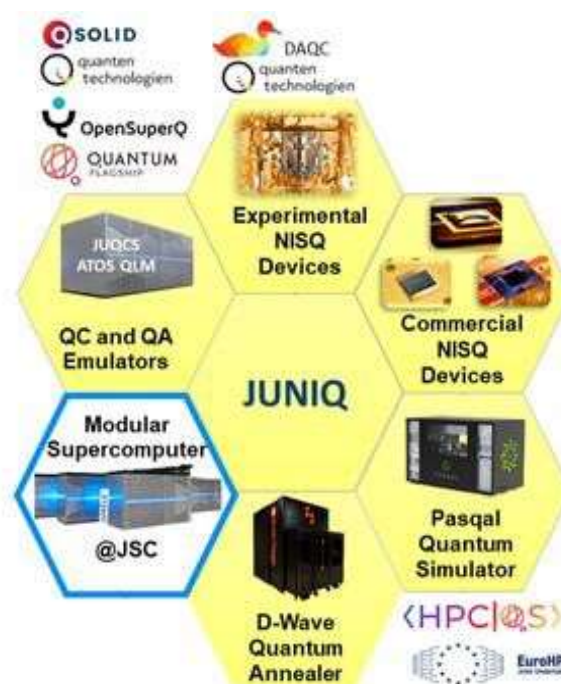 QSOLID
quanten
technologien
OpenSuperQ
QUANTUM
FLAGSHIP
DAQC
quanten
technologien
Experimental
NISQ
Devices
JUQCS
ATOS QLM
QC and QA
Emulators
Commercial
NISQ
Devices
JUNIQ
Modular
Supercomputer
@JSC
Pasqal
Quantum
Simulator
D-Wave
Quantum
Annealer
<HPC|QS>
EuroHP